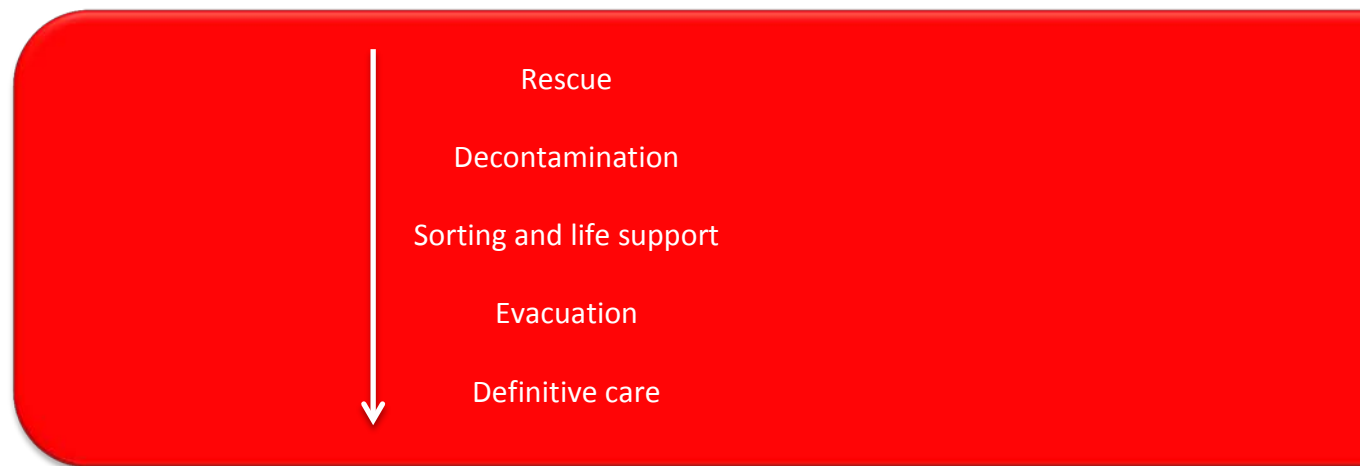 Rescue
Decontamination
Sorting and life support
Evacuation
Definitive care